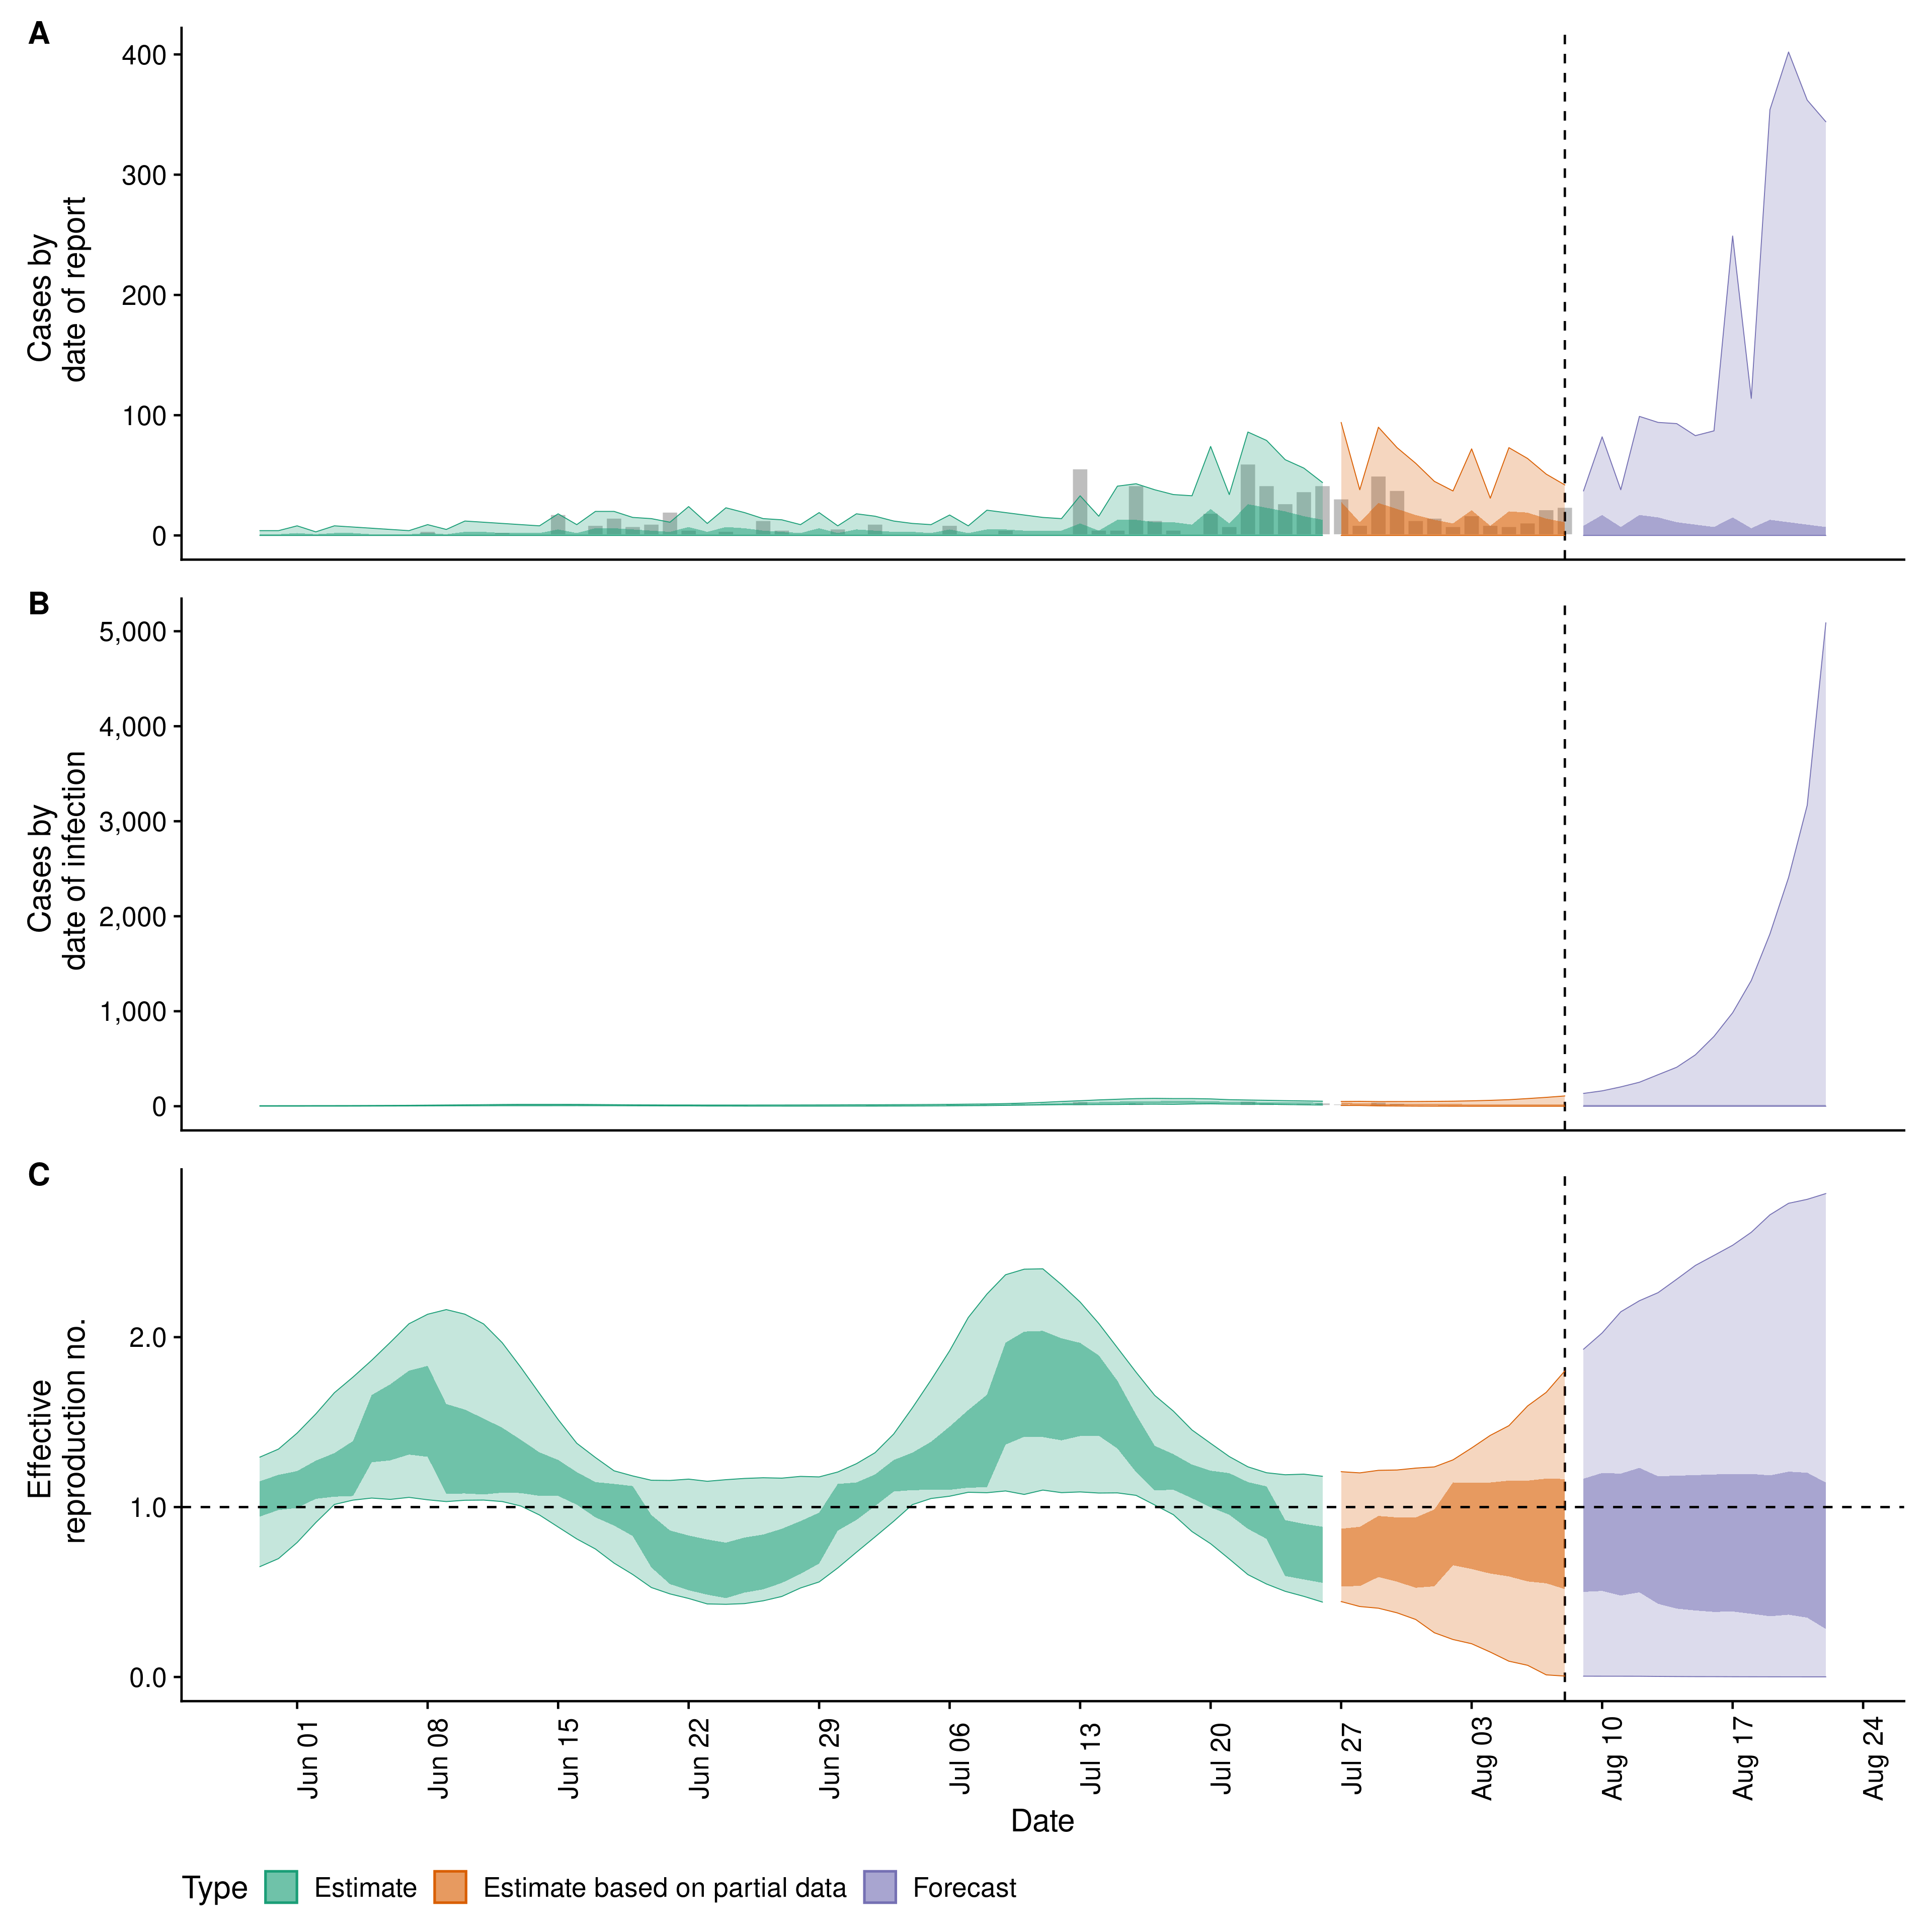 A
400
300
200
100
0
Cases by
date of report
B
5,000
4,000
3,000
2,000
1,000
0
Cases by
date of infection
C
2.0
1.0
0.0
Effective
reproduction no.
Jun 01
Jun 08
Jun 15
Jun 22
Jun 29
Jul 06
Jul 13
Jul 20
Jul 27
Aug 03
Aug 10
Aug 17
Aug 24
Date
Type Estimate Estimate based on partial data Forecast